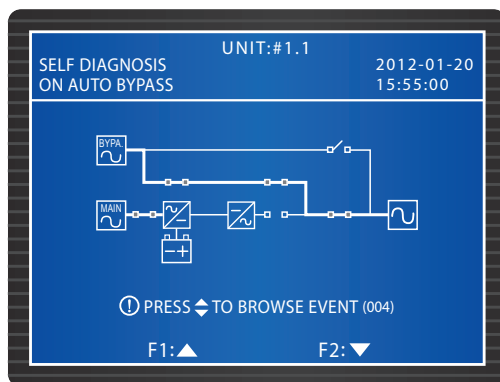 UNIT:#1.1
SELF DIAGNOSIS
ON AUTO BYPASS
2012-01-20
15:55:00
BYPA.
MAIN
PRESS TO BROWSE EVENT (004)
F1: F2: